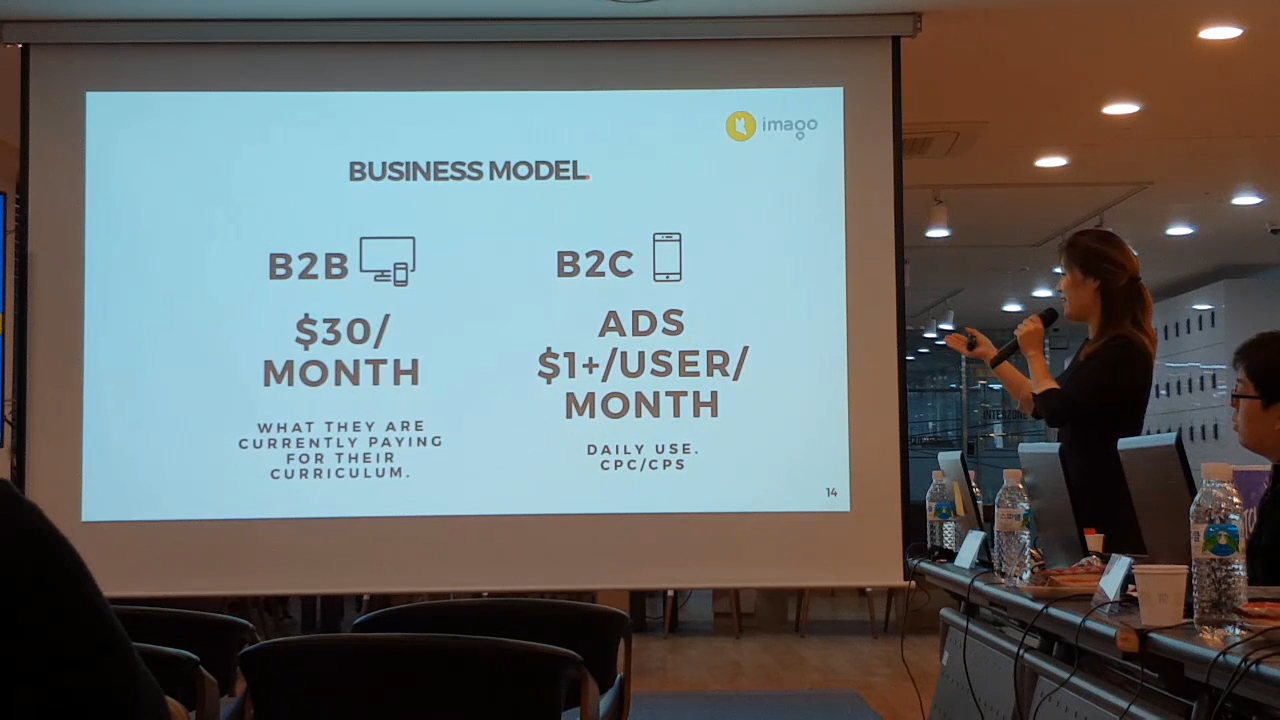 imago
BUSINESS MODEL.
B2B
$30/
MONTH
WHAT THEY ARE
CURRENTLY PAYING
FOR THEIR
CURRICULUM.
B2C
ADS
$1+/USER/
MONTH
DAILY USE.
CPC/CPS
14